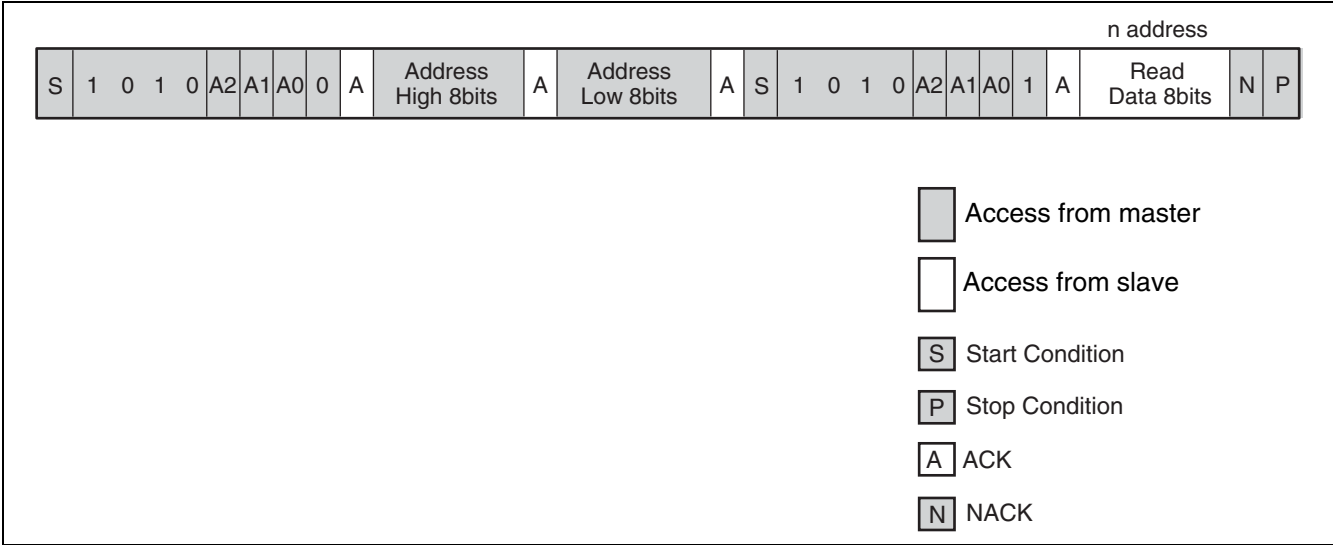 n address
S 1 0 1 0 A2 A1 A0 0 A Address High 8bits A Address Low 8bits A S 1 0 1 0 A2 A1 A0 1 A Read Data 8bits N P
Access from master
Access from slave
S Start Condition
P Stop Condition
A ACK
N NACK